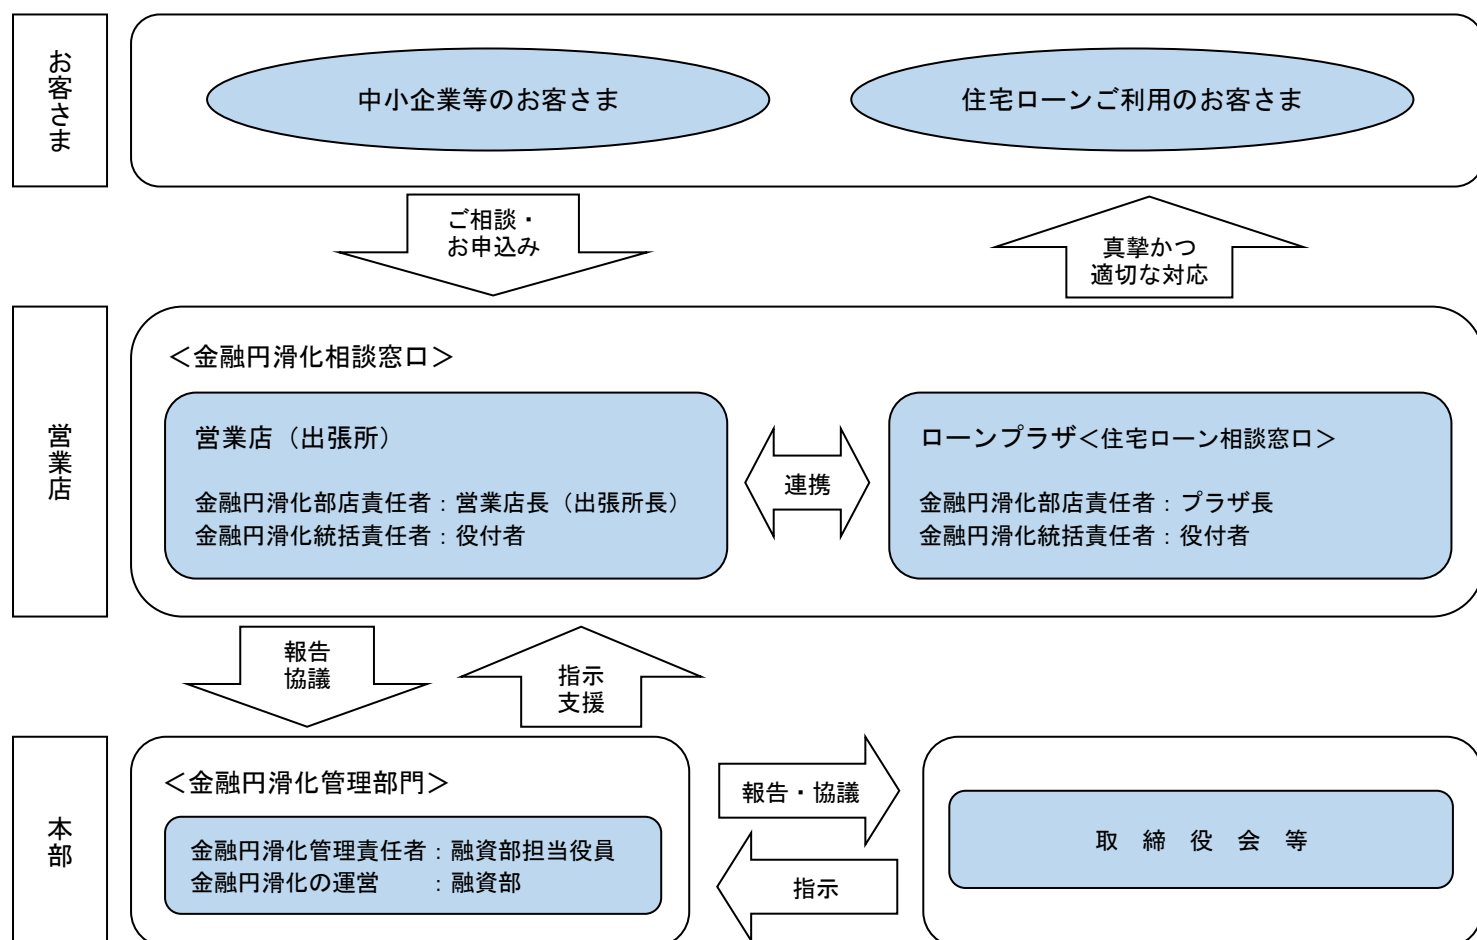 お客さま
中小企業等のお客さま
住宅ローンご利用のお客さま
ご相談・
お申込み
真摯かつ
適切な対応
営業店
＜金融円滑化相談窓口＞
営業店（出張所）
金融円滑化部店責任者：営業店長（出張所長）
金融円滑化統括責任者：役付者
連携
ローンプラザ＜住宅ローン相談窓口＞
金融円滑化部店責任者：プラザ長
金融円滑化統括責任者：役付者
報告
協議
指示
支援
本部
＜金融円滑化管理部門＞
金融円滑化管理責任者：融資部担当役員
金融円滑化の運営　　：融資部
報告・協議
指示
取　締　役　会　等